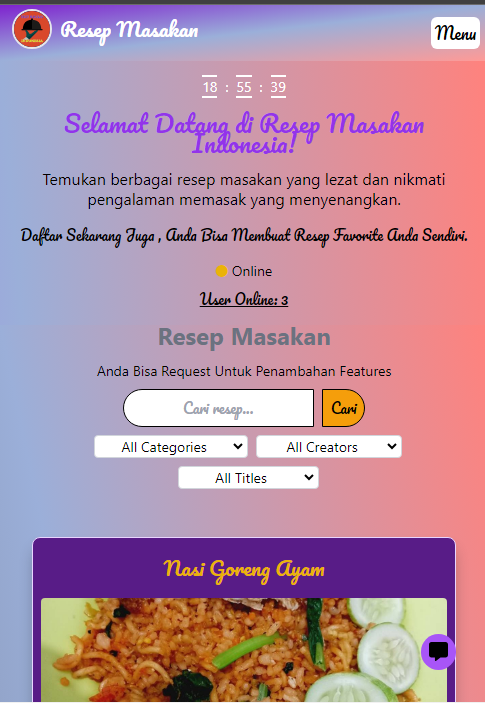 Resep Masakan
Menu
18 : 55 : 39
Selamat Datang di Resep Masakan
Indonesia!
Temukan berbagai resep masakan yang lezat dan nikmati
pengalaman memasak yang menyenangkan.
Daftar Sekarang Juga , Anda Bisa Membuat Resep Favorite Anda Sendiri.
Online
User Online: 3
Resep Masakan
Anda Bisa Request Untuk Penambahan Features
Cari resep...
Cari
All Categories
All Creators
All Titles
Nasi Goreng Ayam